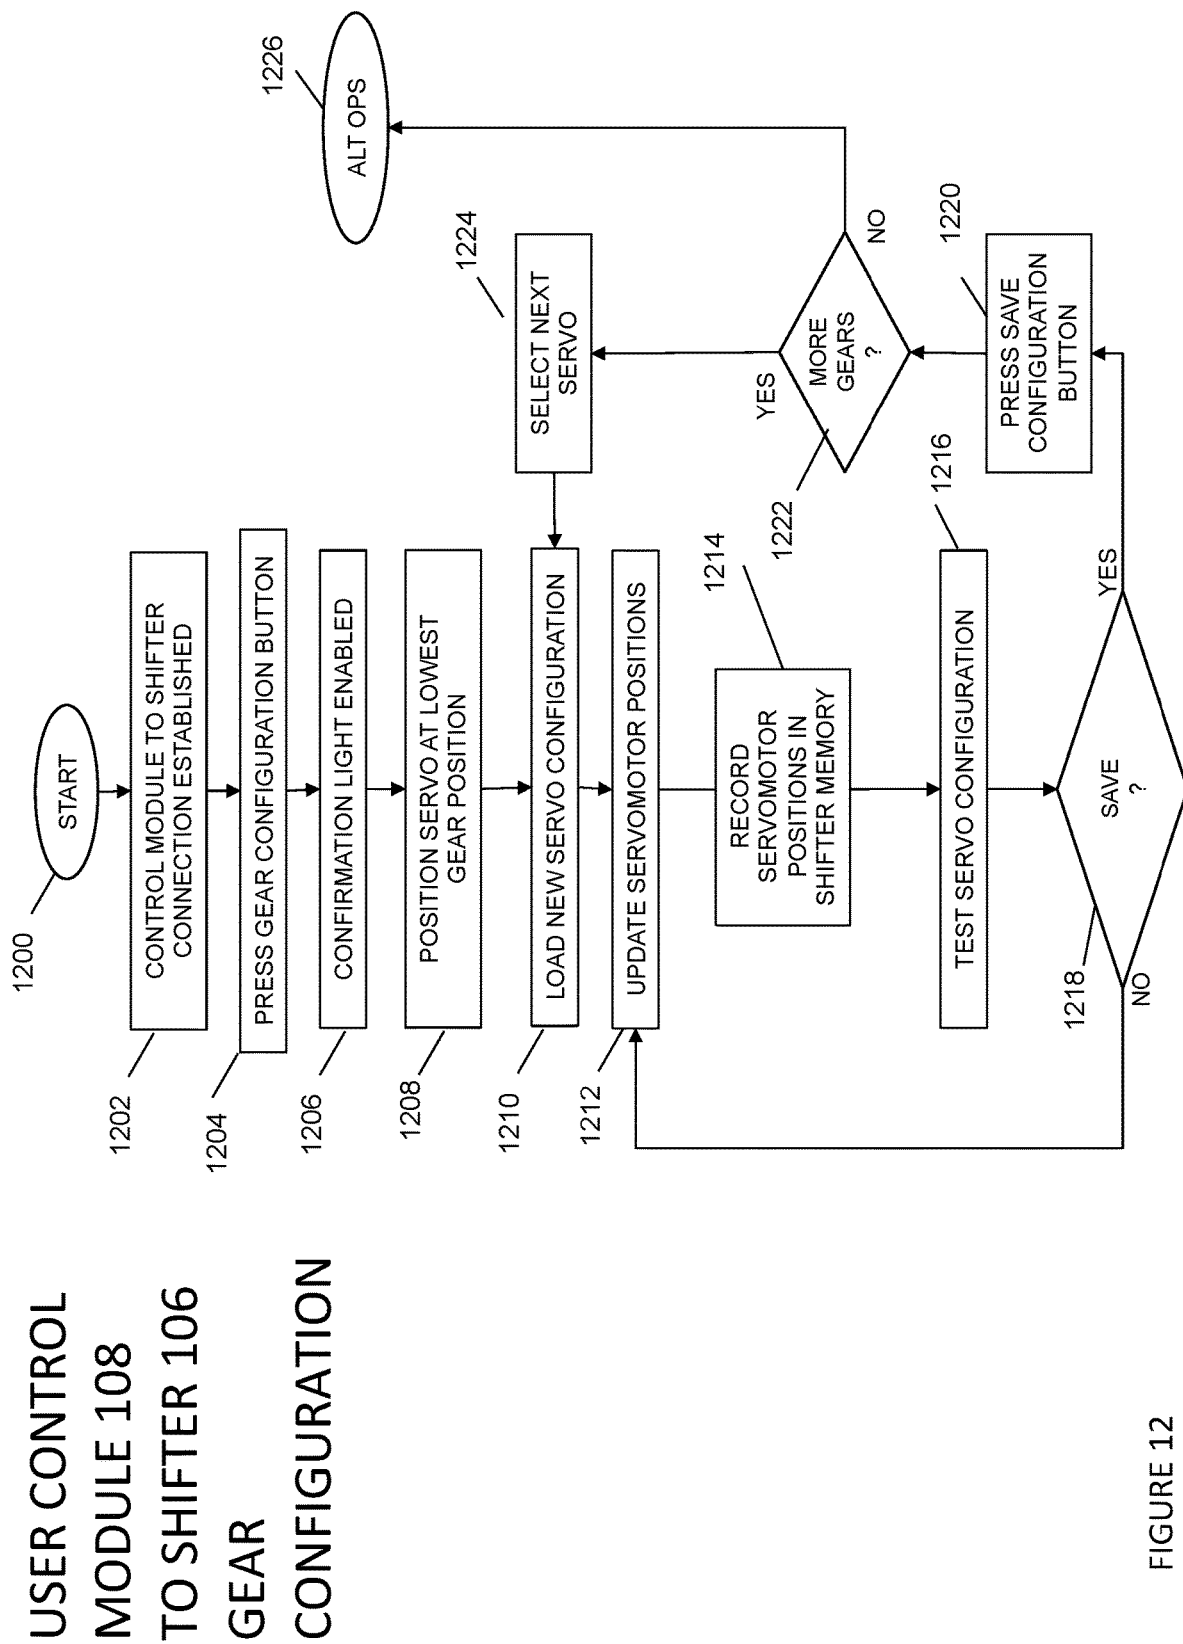 USER CONTROL
MODULE 108
TO SHIFTER 106
GEAR
CONFIGURATION
START
1200
CONTROL MODULE TO SHIFTER
CONNECTION ESTABLISHED
1202
PRESS GEAR CONFIGURATION BUTTON
1204
CONFIRMATION LIGHT ENABLED
1206
POSITION SERVO AT LOWEST
GEAR POSITION
1208
LOAD NEW SERVO CONFIGURATION
1210
UPDATE SERVOMOTOR POSITIONS
1212
RECORD
SERVOMOTOR
POSITIONS IN
SHIFTER MEMORY
1214
TEST SERVO CONFIGURATION
1216
SAVE
?
1218
NO
YES
PRESS SAVE
CONFIGURATION
BUTTON
1220
MORE
GEARS
?
1222
YES
NO
SELECT NEXT
SERVO
1224
ALT OPS
1226
FIGURE 12